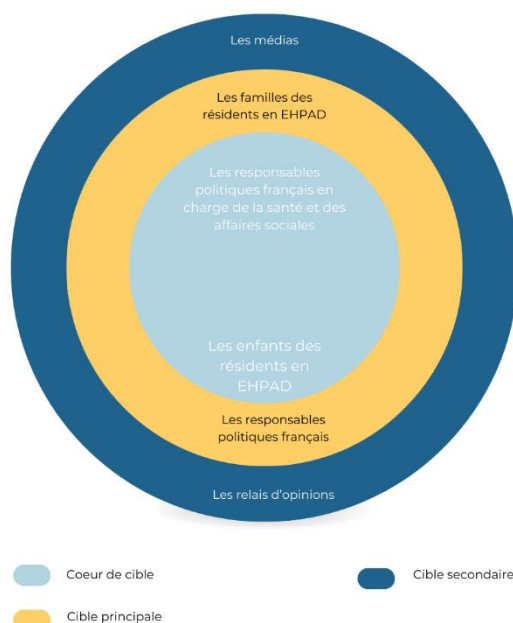 Les médias
Les familles des
résidents en EHPAD
Les responsables
politiques français en
charge de la santé et des
affaires sociales
Les enfants des
résidents en
EHPAD
Les responsables
politiques français
Les relais d'opinions
Coeur de cible
Cible secondaire
Cible principale